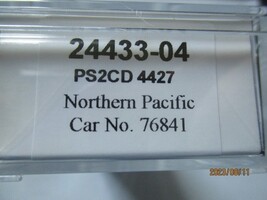 24433-04
PS2CD 4427
Northern Pacific
Car No. 76841
2023/08/11